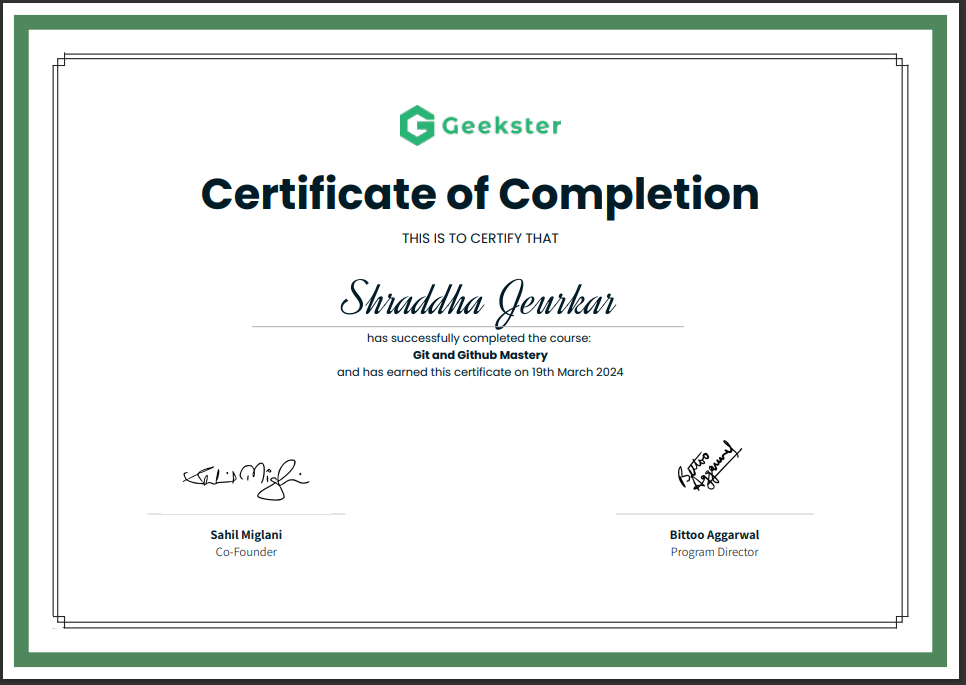 Geekster
Certificate of Completion
THIS IS TO CERTIFY THAT
Shraddha Jeurkar
has successfully completed the course:
Git and Github Mastery
and has earned this certificate on 19th March 2024
Sahil Miglani
Bittoo
Aggarwal
Sahil Miglani
Co-Founder
Bittoo Aggarwal
Program Director